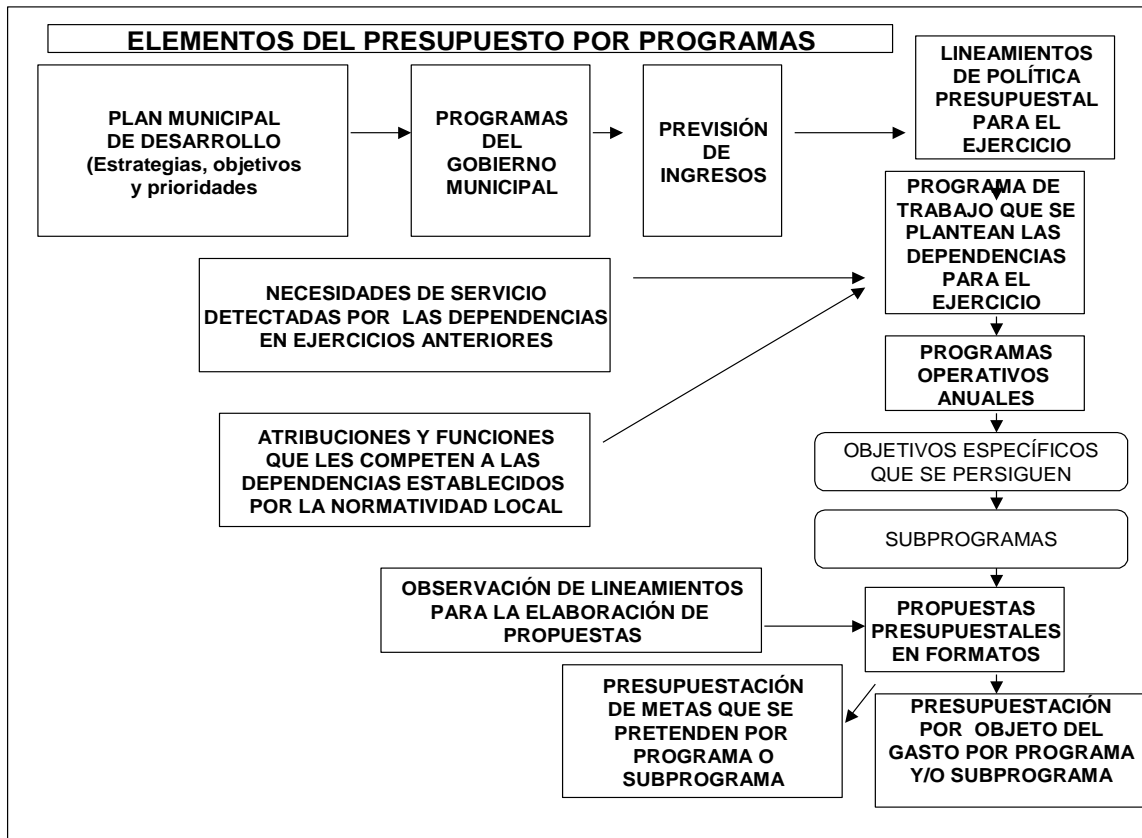 ELEMENTOS DEL PRESUPUESTO POR PROGRAMAS
PLAN MUNICIPAL
DE DESARROLLO
(Estrategias, objetivos
y prioridades
PROGRAMAS
DEL
GOBIERNO
MUNICIPAL
PREVISIÓN
DE
INGRESOS
LINEAMIENTOS
DE POLÍTICA
PRESUPUESTAL
PARA EL
EJERCICIO
PROGRAMA DE
TRABAJO QUE SE
PLANTEAN LAS
DEPENDENCIAS
PARA EL
EJERCICIO
NECESIDADES DE SERVICIO
DETECTADAS POR LAS DEPENDENCIAS
EN EJERCICIOS ANTERIORES
PROGRAMAS
OPERATIVOS
ANUALES
ATRIBUCIONES Y FUNCIONES
QUE LES COMPETEN A LAS
DEPENDENCIAS ESTABLECIDOS
POR LA NORMATIVIDAD LOCAL
OBJETIVOS ESPECÍFICOS
QUE SE PERSIGUEN
SUBPROGRAMAS
OBSERVACIÓN DE LINEAMIENTOS
PARA LA ELABORACIÓN DE
PROPUESTAS
PROPUESTAS
PRESUPUESTALES
EN FORMATOS
PRESUPUESTACIÓN
DE METAS QUE SE
PRETENDEN POR
PROGRAMA O
SUBPROGRAMA
PRESUPUESTACIÓN
POR OBJETO DEL
GASTO POR PROGRAMA
Y/O SUBPROGRAMA